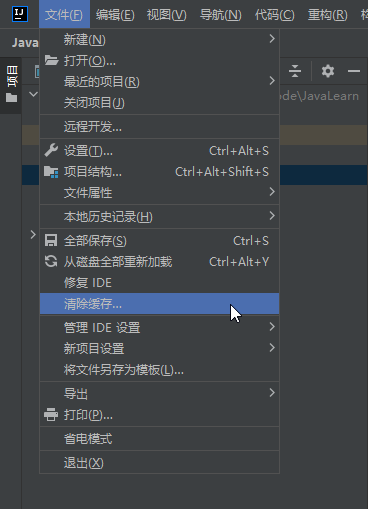 IJ 文件(F) 编辑(E) 视图(V) 导航(N) 代码(C) 重构(R)
Java
项目
ode\JavaLearn
新建(N)
打开(O)...
最近的项目(R)
关闭项目(J)
远程开发...
设置(T)... Ctrl+Alt+S
项目结构... Ctrl+Alt+Shift+S
文件属性
本地历史记录(H)
全部保存(S) Ctrl+S
从磁盘全部重新加载 Ctrl+Alt+Y
修复 IDE
清除缓存...
管理 IDE 设置
新项目设置
将文件另存为模板(L)...
导出
打印(P)...
省电模式
退出(X)